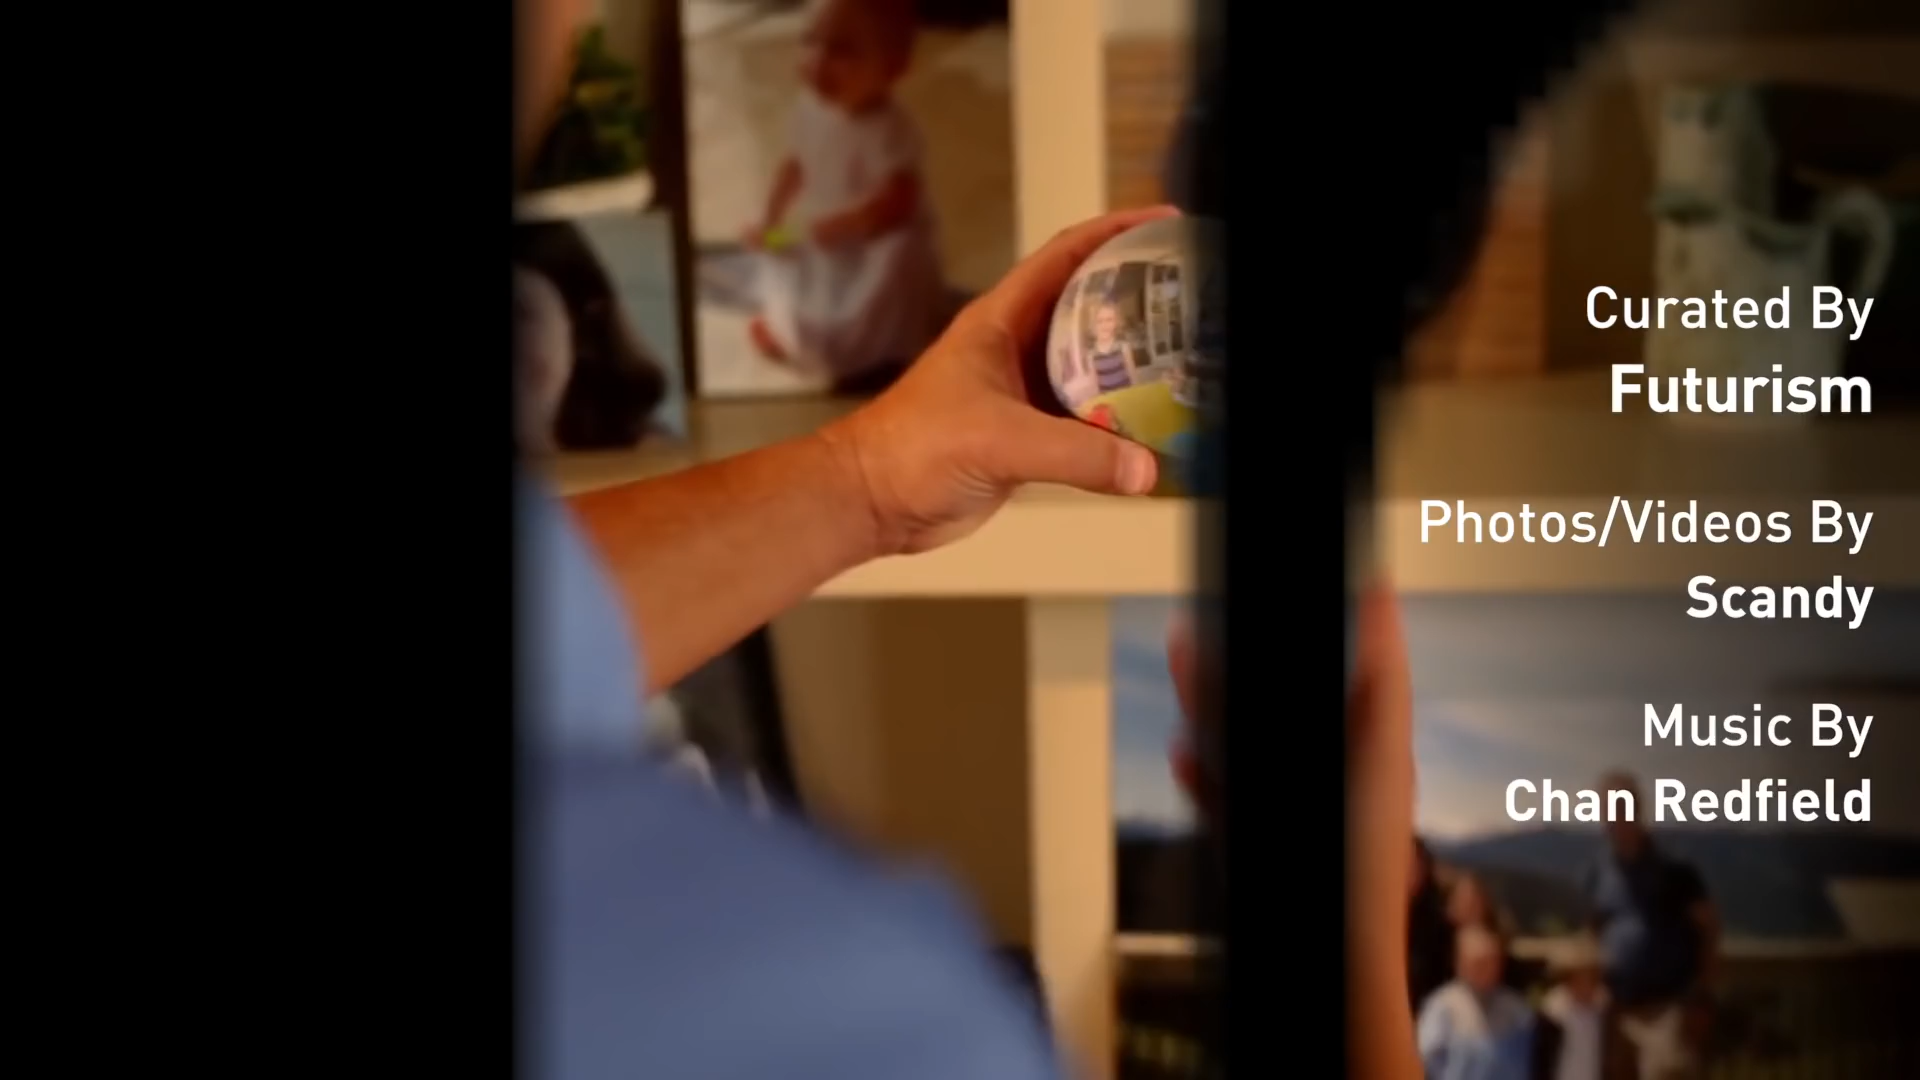 Curated By
Futurism
Photos/Videos By
Scandy
Music By
Chan Redfield